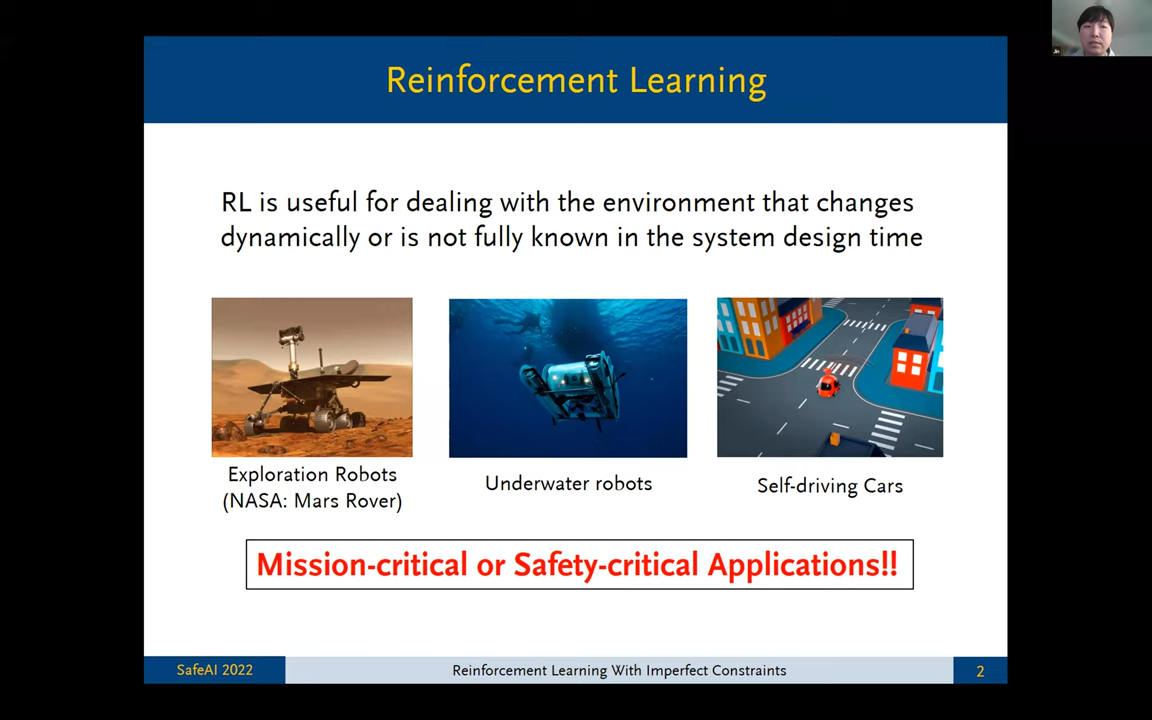 Reinforcement Learning
RL is useful for dealing with the environment that changes
dynamically or is not fully known in the system design time
Exploration Robots
(NASA: Mars Rover)
Underwater robots
Self-driving Cars
Mission-critical or Safety-critical Applications!!
SafeAI 2022
Reinforcement Learning With Imperfect Constraints
2